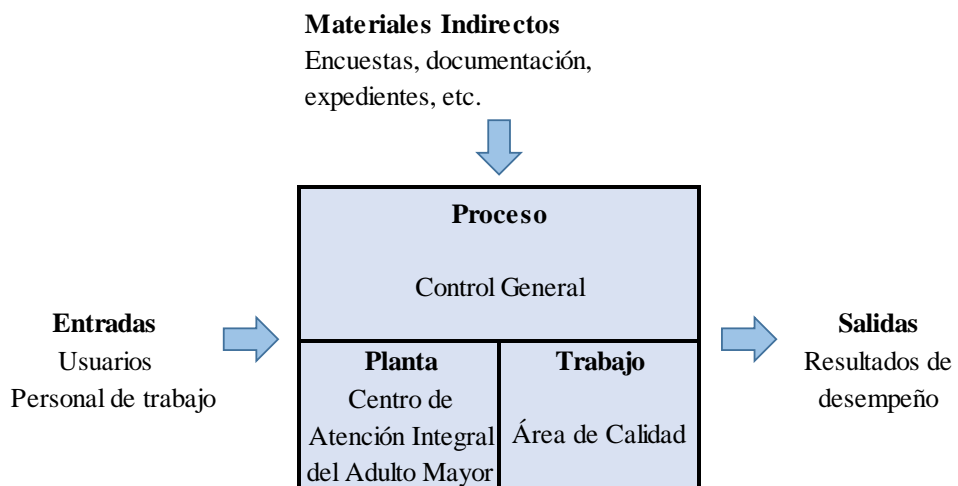 Materiales Indirectos
Encuestas, documentación,
expedientes, etc.
Proceso
Control General
Entradas
Usuarios
Personal de trabajo
Planta
Centro de
Atención Integral
del Adulto Mayor
Trabajo
Área de Calidad
Salidas
Resultados de
desempeño